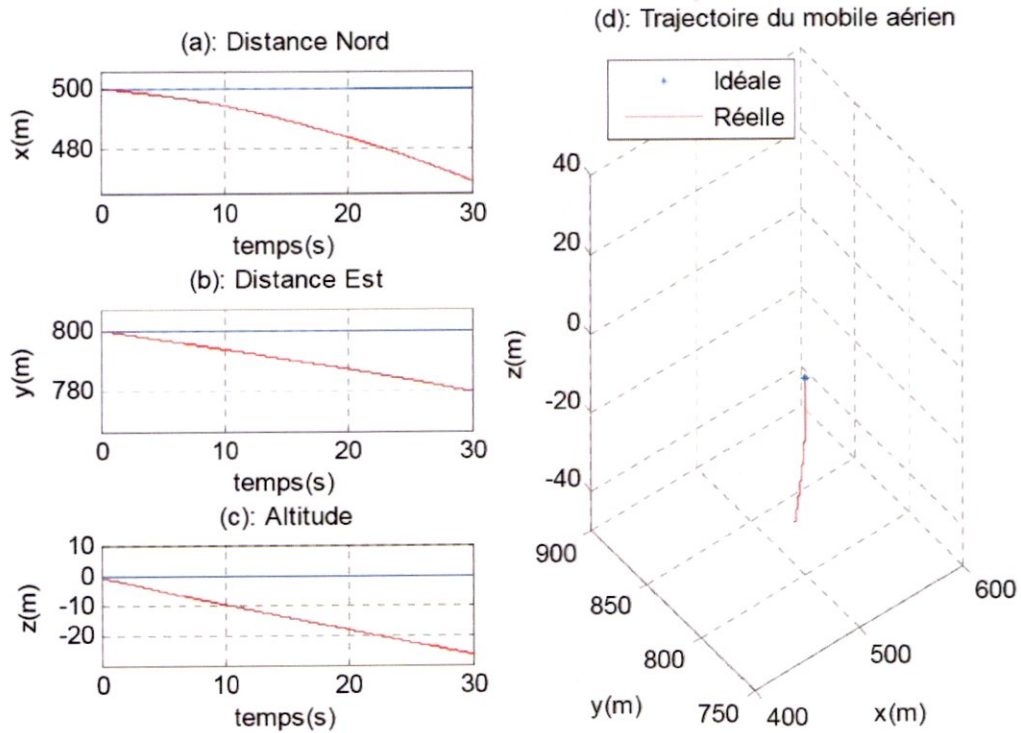 (a): Distance Nord
500
480
x(m)
0 10 20 30
temps(s)
(b): Distance Est
800
780
y(m)
0 10 20 30
temps(s)
(c): Altitude
10
0
-10
-20
z(m)
0 10 20 30
temps(s)
(d): Trajectoire du mobile aérien
Idéale
Réelle
40
20
0
-20
-40
z(m)
900
850
800
750
y(m)
400
500
600
x(m)